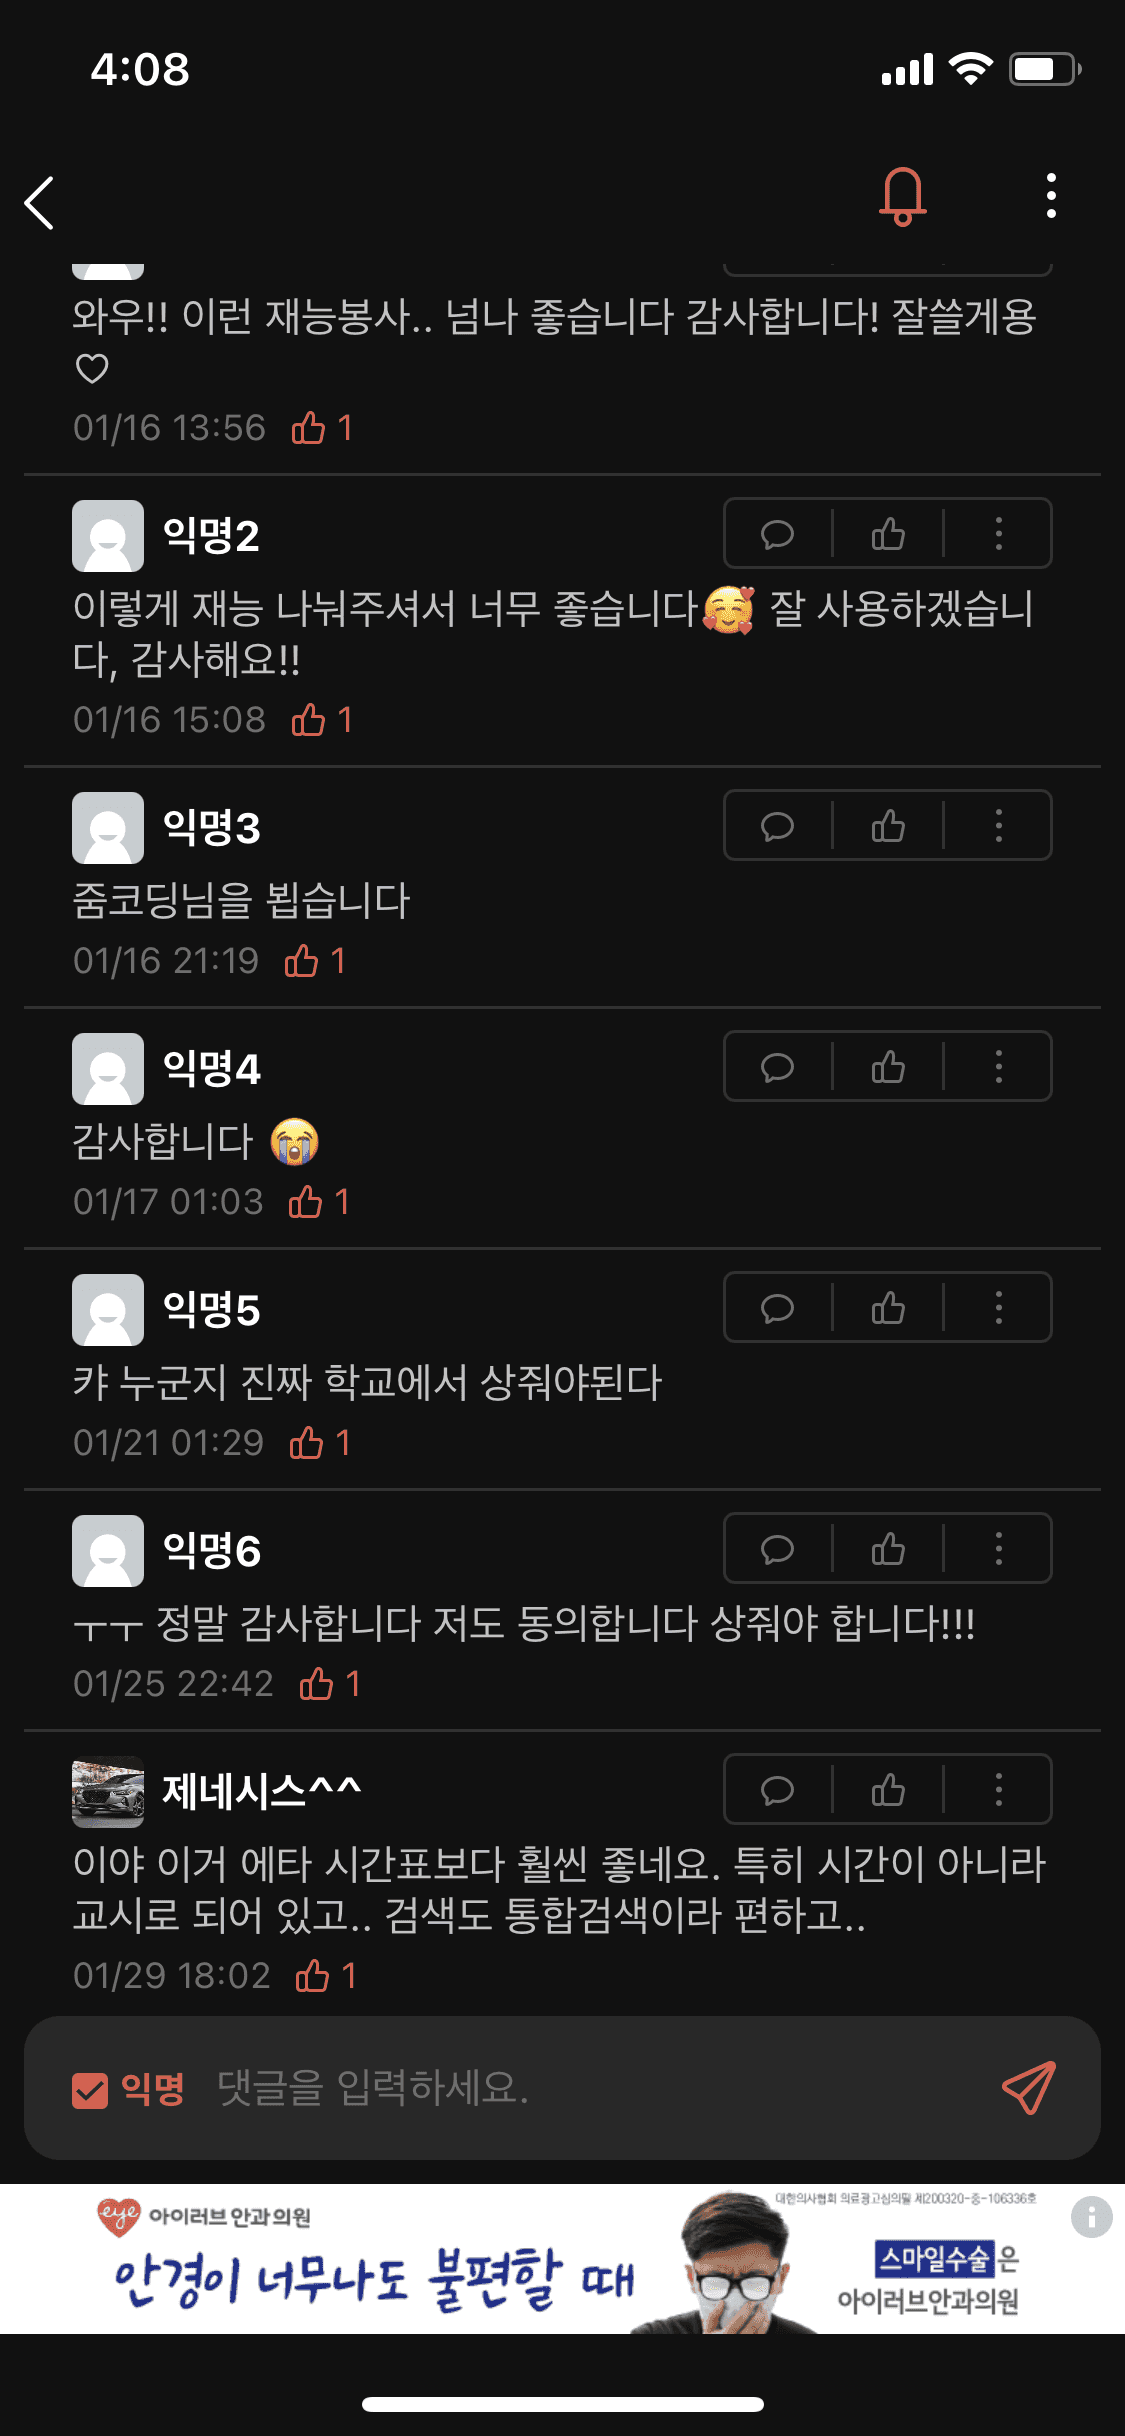 4:08
와우!! 이런 재능봉사.. 넘나 좋습니다 감사합니다! 잘쓸게용
♡
01/16 13:56 1
익명2
이렇게 재능 나눠주셔서 너무 좋습니다🥰 잘 사용하겠습니
다, 감사해요!!
01/16 15:08 1
익명3
줌코딩님을 뵙습니다
01/16 21:19 1
익명4
감사합니다 😭
01/17 01:03 1
익명5
캬 누군지 진짜 학교에서 상줘야된다
01/21 01:29 1
익명6
ㅜㅜ 정말 감사합니다 저도 동의합니다 상줘야 합니다!!!
01/25 22:42 1
제네시스^^
이야 이거 에타 시간표보다 훨씬 좋네요. 특히 시간이 아니라
교시로 되어 있고.. 검색도 통합검색이라 편하고..
01/29 18:02 1
익명 댓글을 입력하세요.
대한의사협회 의료광고심의필 제200320-중-106336호
eye 아이러브안과의원
안경이 너무나도 불편할 때
스마일수술은
아이러브안과의원